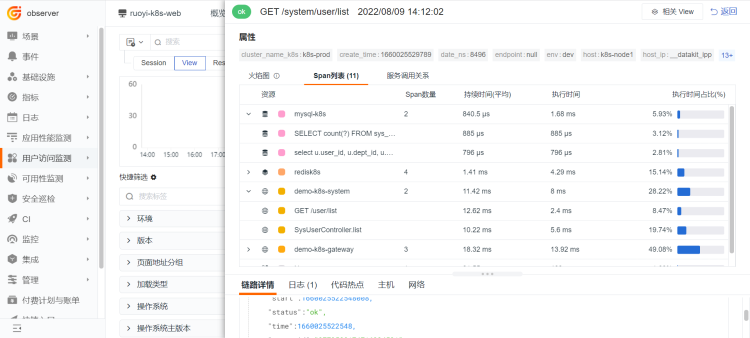 observer
场景
事件
基础设施
指标
日志
应用性能监测
用户访问监测
可用性监测
安全巡检
CI
监控
集成
管理
付费计划与账单
ruoyi-k8s-web
概览
搜索
Session
View
Res
60
30
0
14:00
15:00
16:00
17:00
快捷筛选
搜索标签
环境
版本
页面地址分组
加载类型
操作系统
操作系统主版本
ok
GET /system/user/list
2022/08/09 14:12:02
相关 View
返回
属性
cluster_name_k8s : k8s-prod
create_time : 1660025529789
date_ns : 8496
endpoint : null
env : dev
host : k8s-node1
host_ip : __datakit_ipp
13+
火焰图
Span列表 (11)
服务调用关系
资源
Span数量
持续时间(平均)
执行时间
执行时间占比(%)
mysql-k8s
2
840.5 μs
1.68 ms
5.93%
SELECT count(?) FROM sys_...
885 μs
885 μs
3.12%
select u.user_id, u.dept_id, u....
796 μs
796 μs
2.81%
redisk8s
4
1.41 ms
4.29 ms
15.14%
demo-k8s-system
2
11.42 ms
8 ms
28.22%
GET /user/list
12.62 ms
2.4 ms
8.47%
SysUserController.list
10.22 ms
5.6 ms
19.74%
demo-k8s-gateway
3
18.32 ms
13.92 ms
49.08%
链路详情
日志 (1)
代码热点
主机
网络
"start":1660025522548008,
"status":"ok",
"time":1660025522548,